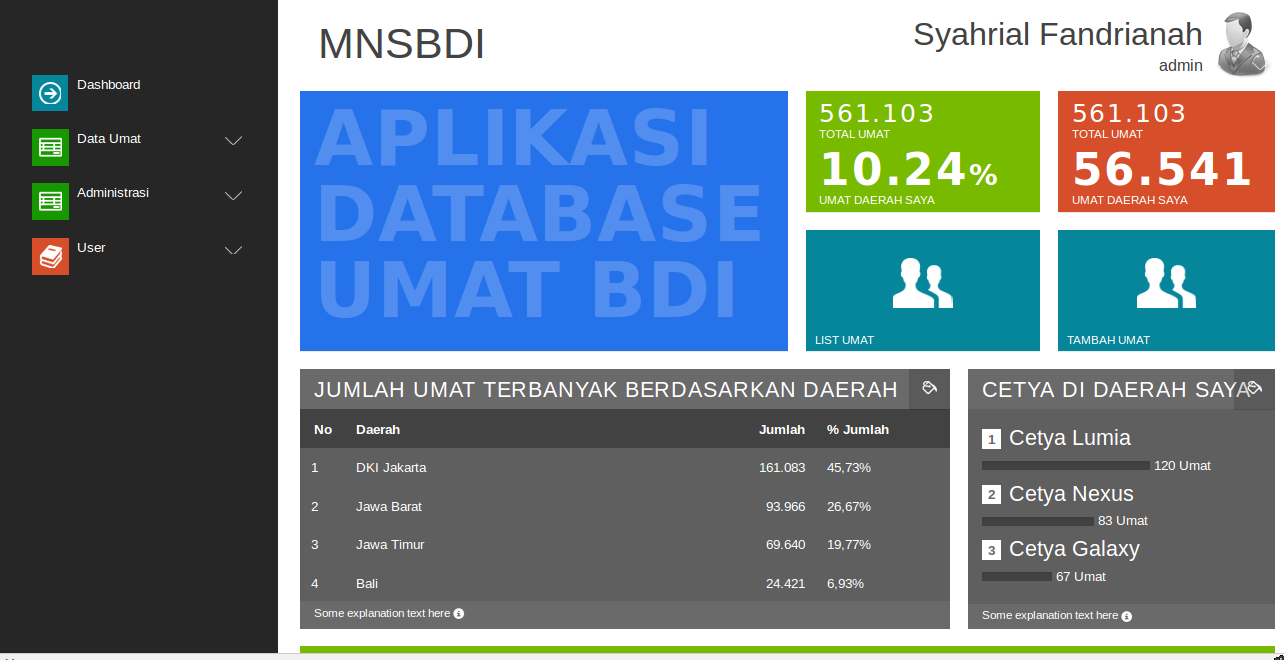 MNSBDI
Syahrial Fandrianah
admin
Dashboard
Data Umat
Administrasi
User
APLIKASI
DATABASE
UMAT BDI
561.103
TOTAL UMAT
10.24%
UMAT DAERAH SAYA
561.103
TOTAL UMAT
56.541
UMAT DAERAH SAYA
LIST UMAT
TAMBAH UMAT
JUMLAH UMAT TERBANYAK BERDASARKAN DAERAH
No Daerah Jumlah % Jumlah
1 DKI Jakarta 161.083 45,73%
2 Jawa Barat 93.966 26,67%
3 Jawa Timur 69.640 19,77%
4 Bali 24.421 6,93%
Some explanation text here
CETYA DI DAERAH SAYA
1 Cetya Lumia
120 Umat
2 Cetya Nexus
83 Umat
3 Cetya Galaxy
67 Umat
Some explanation text here